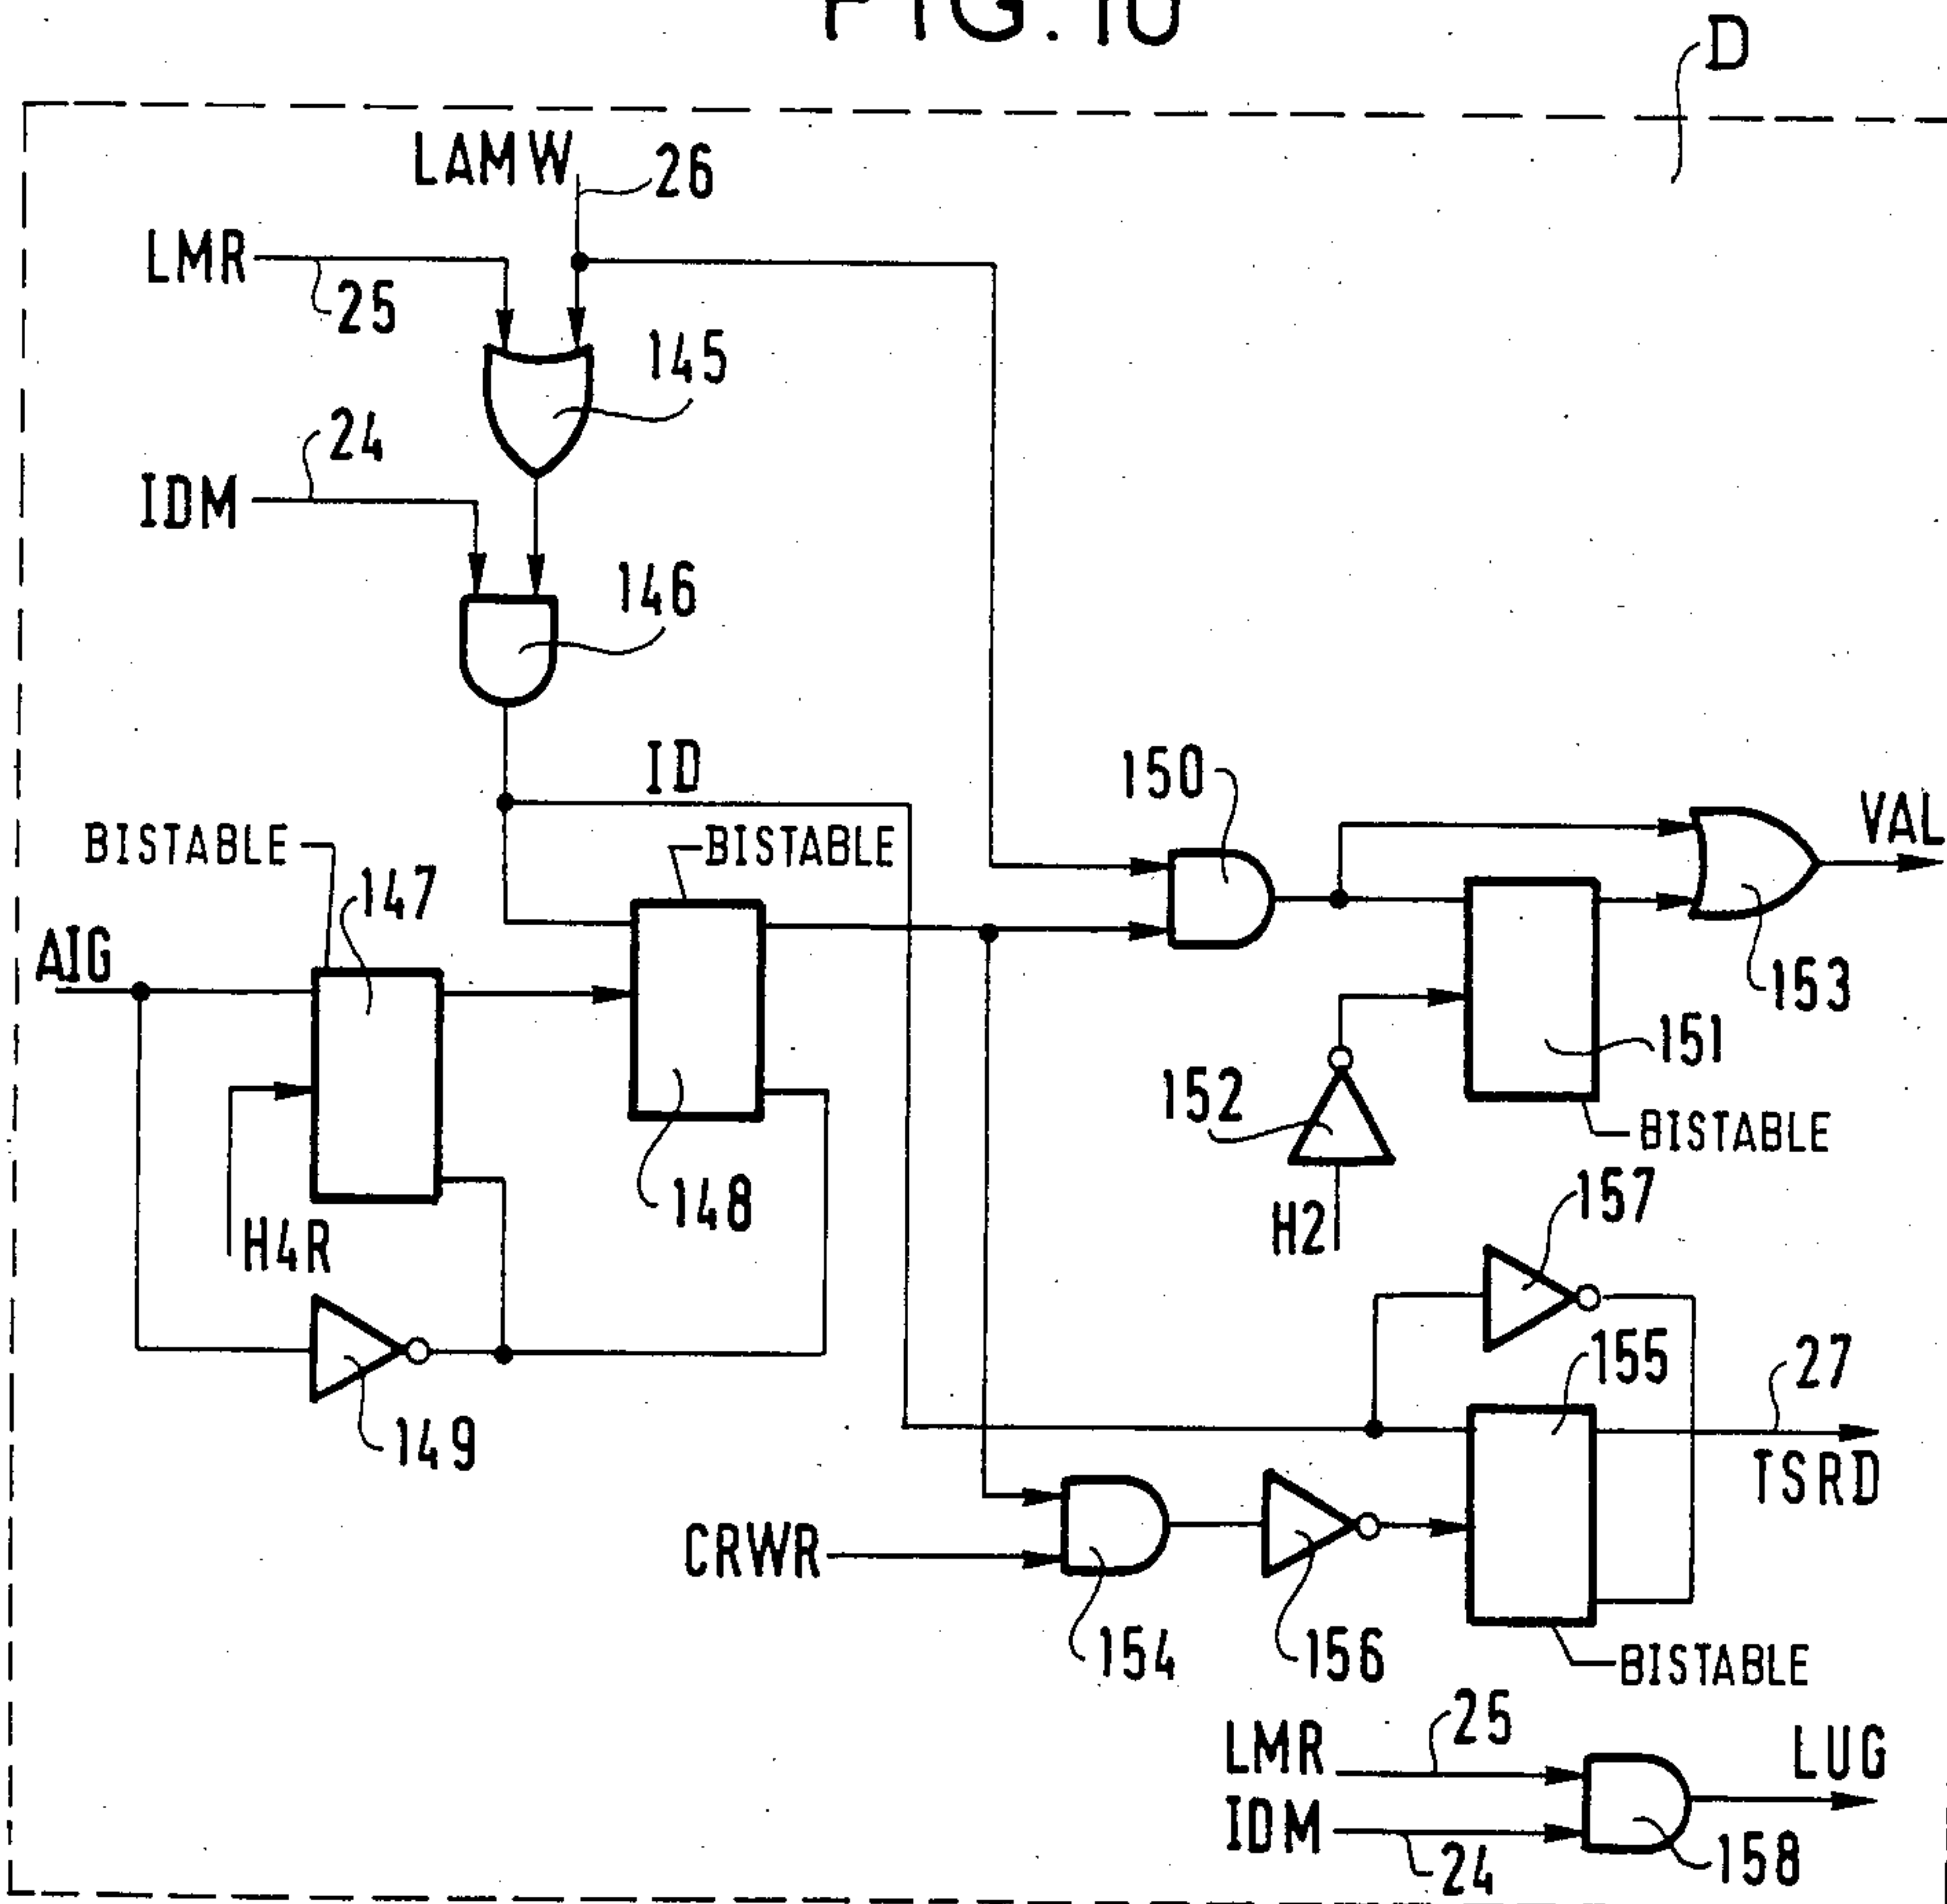 FIG.10
D
LAMW
26
LMR
25
145
24
IDM
146
ID
150
BISTABLE
BISTABLE
VAL
147
AIG
153
151
152
BISTABLE
148
157
H2
H4R
155
27
149
TSRD
CRWR
154
156
BISTABLE
25
LMR
LUG
IDM
24
158